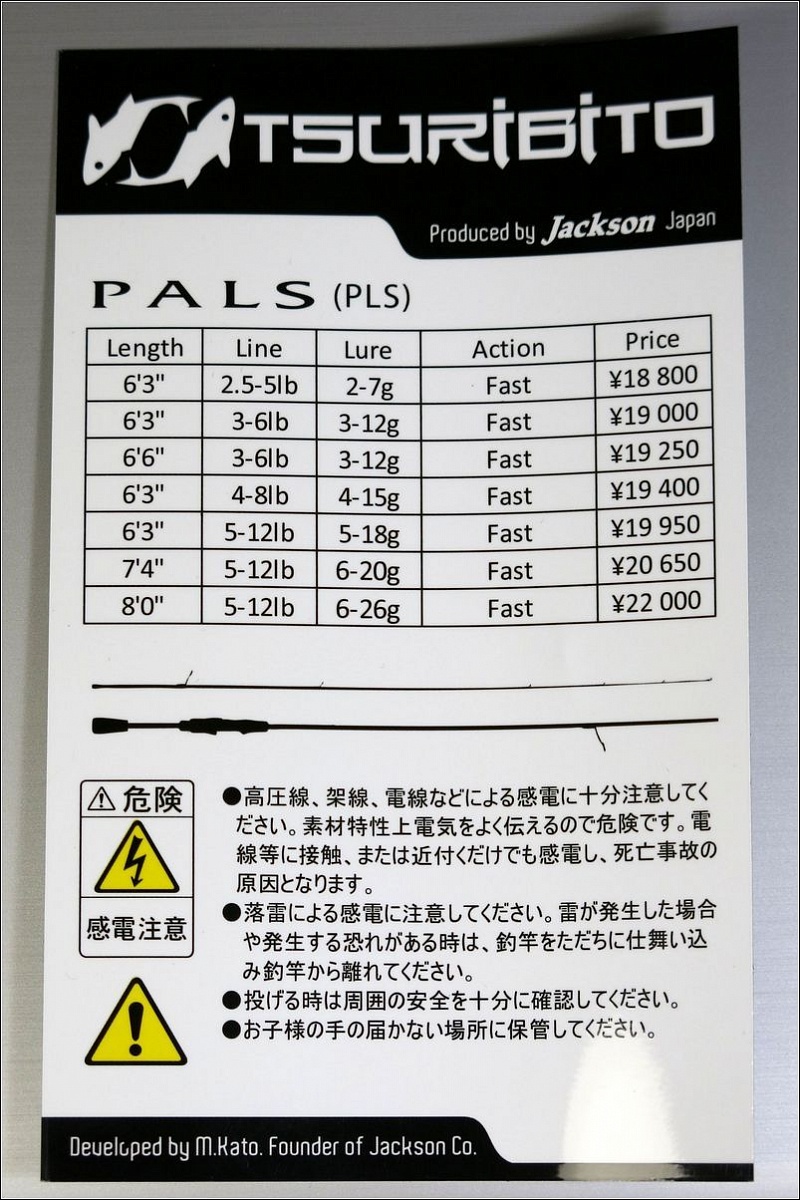 TSURIBITO
Produced by Jackson Japan
PALS (PLS)
Length Line Lure Action Price
6'3" 2.5-5lb 2-7g Fast ¥18 800
6'3" 3-6lb 3-12g Fast ¥19 000
6'6" 3-6lb 3-12g Fast ¥19 250
6'3" 4-8lb 4-15g Fast ¥19 400
6'3" 5-12lb 5-18g Fast ¥19 950
7'4" 5-12lb 6-20g Fast ¥20 650
8'0" 5-12lb 6-26g Fast ¥22 000
危険
感電注意
●高圧線、架線、電線などによる感電に十分注意してく
ださい。素材特性上電気をよく伝えるので危険です。電
線等に接触、または近付くだけでも感電し、死亡事故の
原因となります。
●落雷による感電に注意してください。雷が発生した場合
や発生する恐れがある時は、釣竿をただちに仕舞い込
み釣竿から離れてください。
●投げる時は周囲の安全を十分に確認してください。
●お子様の手の届かない場所に保管してください。
Developed by M.Kato. Founder of Jackson Co.